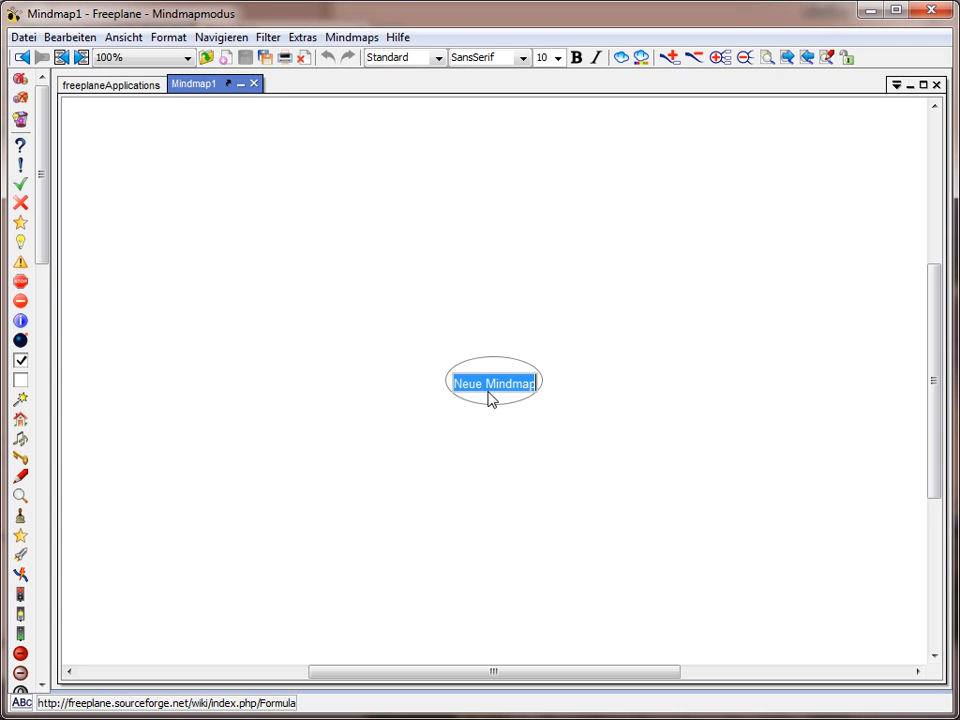 Mindmap1 - Freeplane - Mindmapmodus
Datei Bearbeiten Ansicht Format Navigieren Filter Extras Mindmaps Hilfe
100% Standard SansSerif 10 B I
freeplaneApplications Mindmap1
STOP
Neue Mindmap
ABC http://freeplane.sourceforge.net/wiki/index.php/Formula